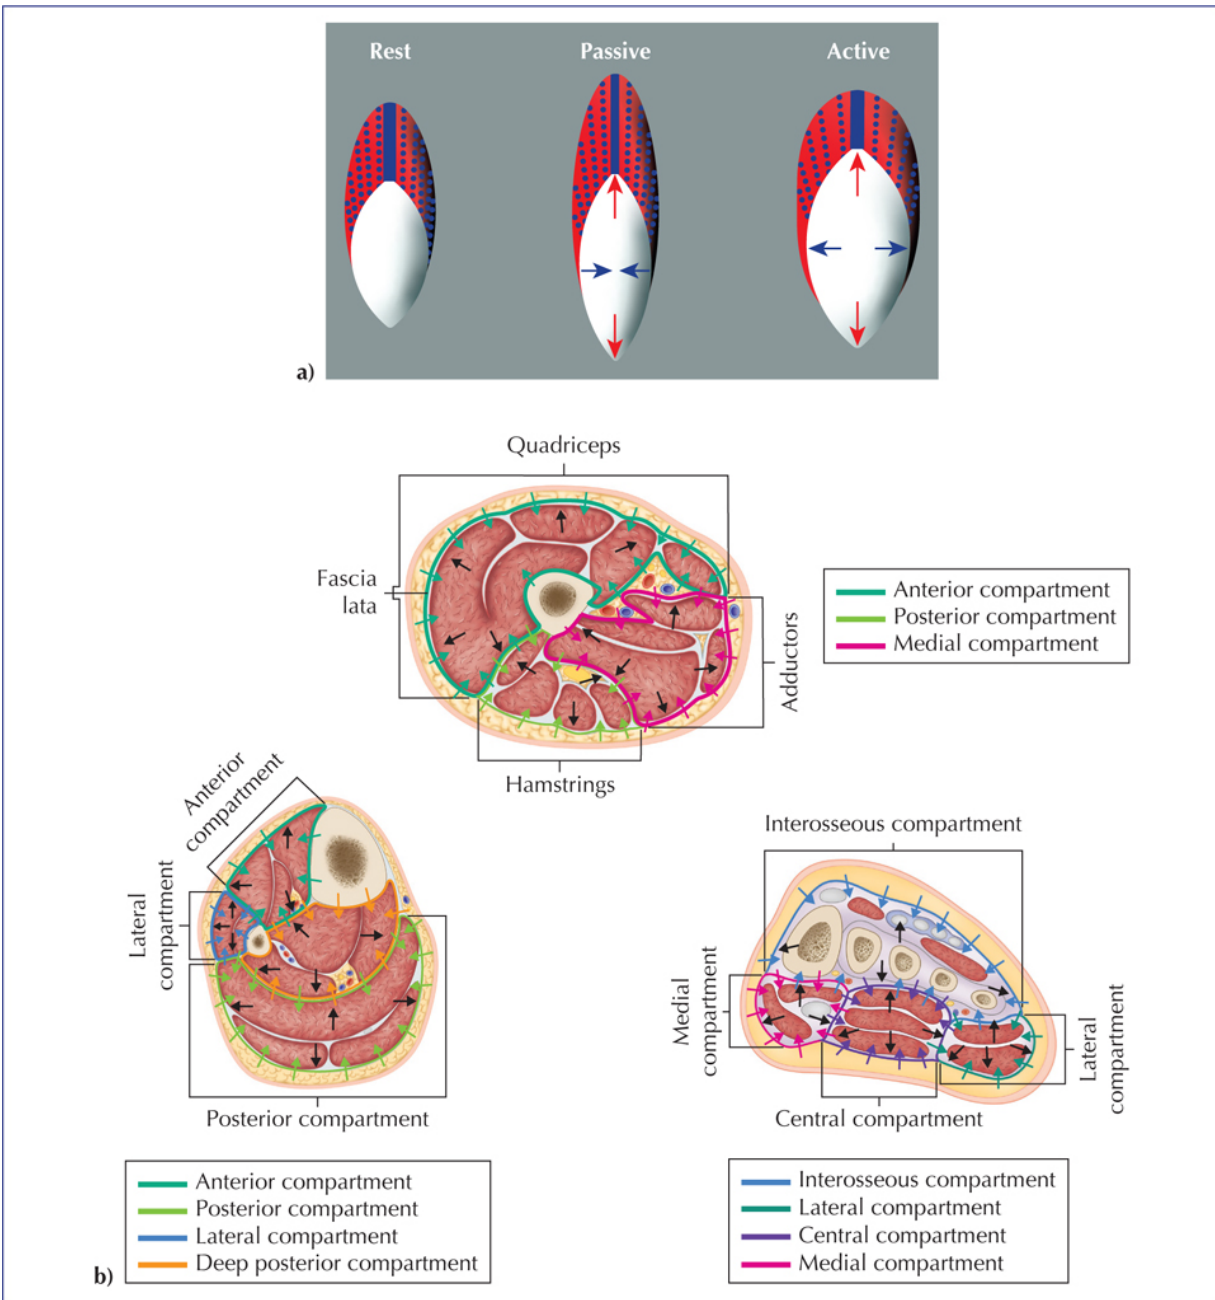 Rest
Passive
Active
a)
Quadriceps
Fascia
lata
Adductors
Hamstrings
Anterior compartment
Posterior compartment
Medial compartment
Anterior
compartment
Lateral
compartment
Posterior compartment
Interosseous compartment
Medial
compartment
Lateral
compartment
Central compartment
Anterior compartment
Posterior compartment
Lateral compartment
Deep posterior compartment
b)
Interosseous compartment
Lateral compartment
Central compartment
Medial compartment